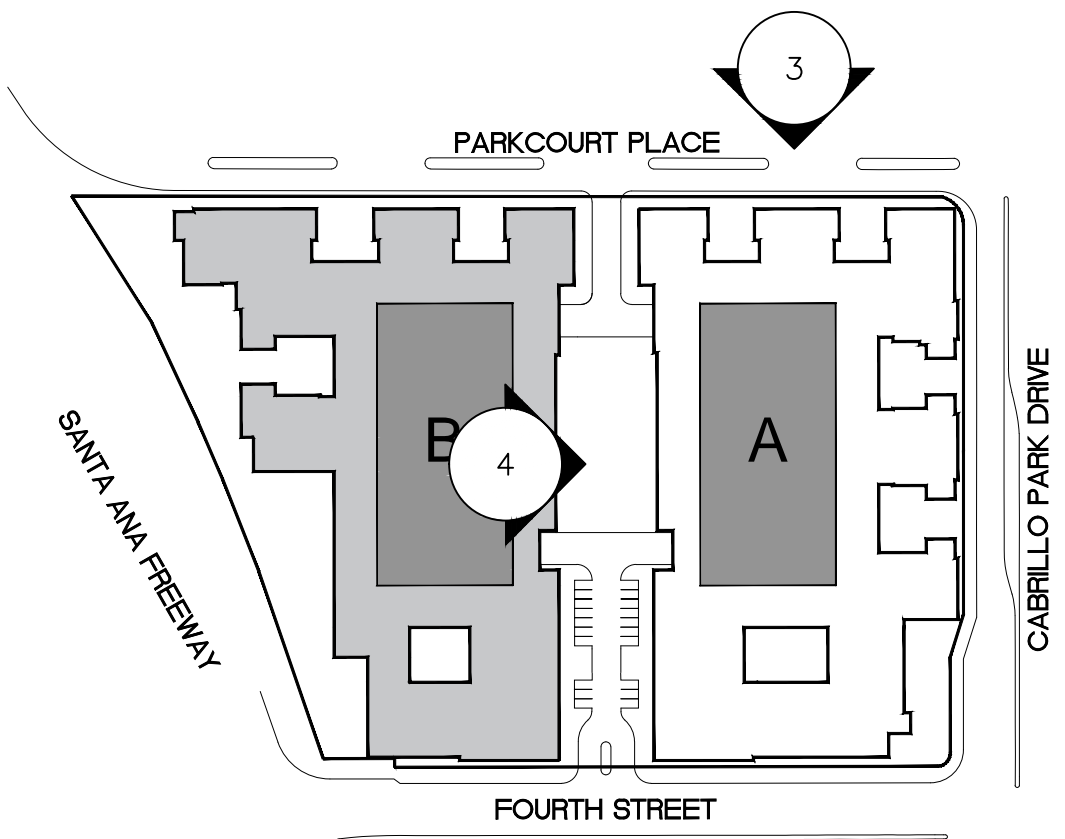 3
PARKCOURT PLACE
B
4
A
SANTA ANA FREEWAY
CABRILLO PARK DRIVE
FOURTH STREET